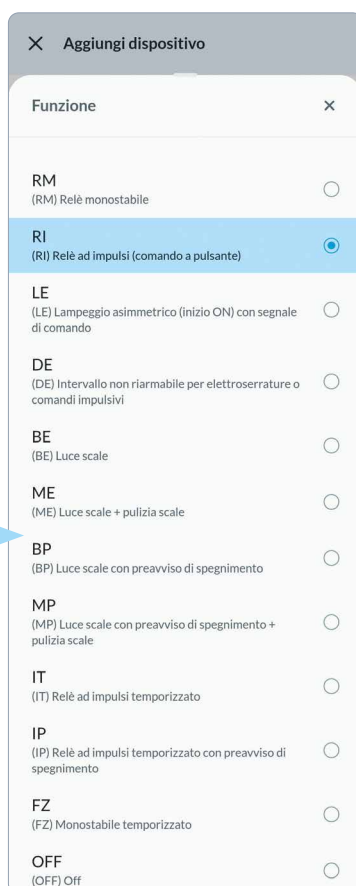 Aggiungi dispositivo
Funzione
RM
(RM) Relè monostabile
RI
(RI) Relè ad impulsi (comando a pulsante)
LE
(LE) Lampeggio asimmetrico (inizio ON) con segnale
di comando
DE
(DE) Intervallo non riarmabile per elettroserrature o
comandi impulsivi
BE
(BE) Luce scale
ME
(ME) Luce scale + pulizia scale
BP
(BP) Luce scale con preavviso di spegnimento
MP
(MP) Luce scale con preavviso di spegnimento +
pulizia scale
IT
(IT) Relè ad impulsi temporizzato
IP
(IP) Relè ad impulsi temporizzato con preavviso di
spegnimento
FZ
(FZ) Monostabile temporizzato
OFF
(OFF) Off